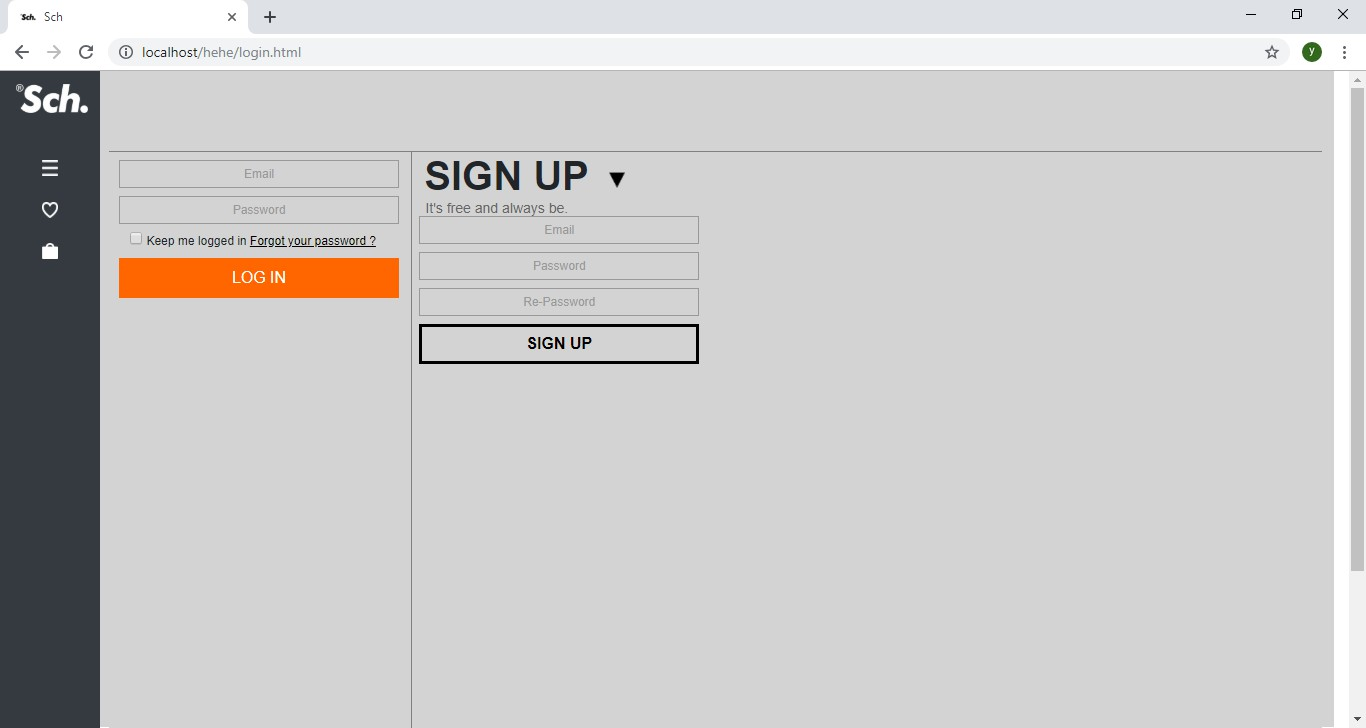 Sch. Sch
localhost/hehe/login.html
y
®Sch.
Email
Password
Keep me logged in Forgot your password ?
LOG IN
SIGN UP ▼
It's free and always be.
Email
Password
Re-Password
SIGN UP